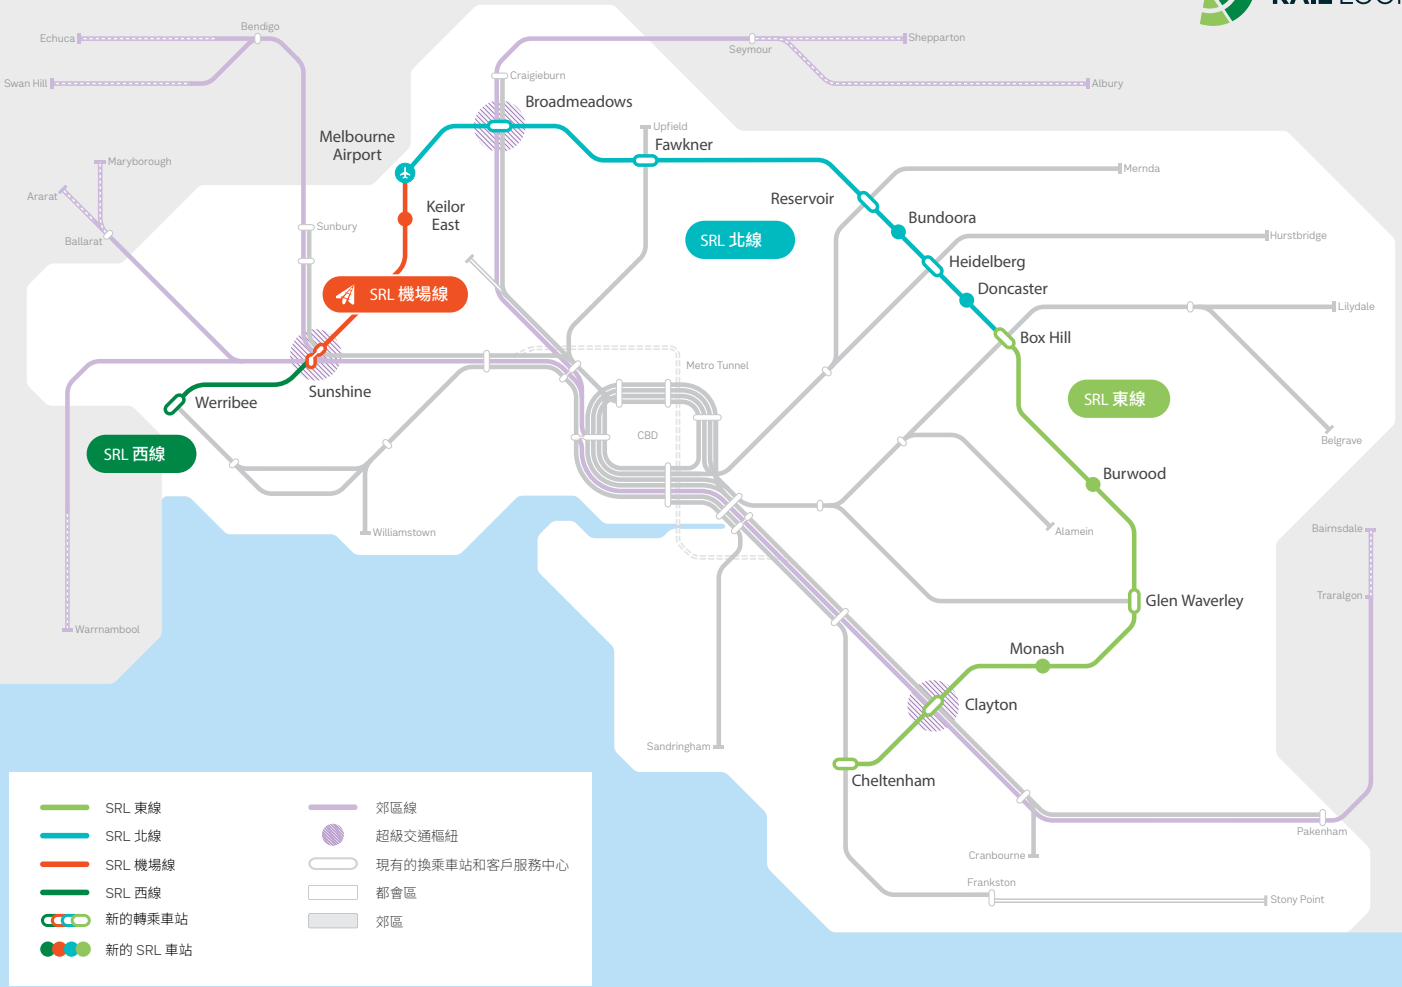 RAIL LOOP
Echuca
Bendigo
Swan Hill
Seymour
Shepparton
Albury
Craigieburn
Broadmeadows
Melbourne
Airport
Upfield
Fawkner
Maryborough
Ararat
Ballarat
Sunbury
Keilor
East
Reservoir
Mernda
Bundoora
SRL 北線
Hurstbridge
Heidelberg
Doncaster
SRL 機場線
Lilydale
Box Hill
Metro Tunnel
Sunshine
Werribee
SRL 東線
CBD
Belgrave
SRL 西線
Burwood
Williamstown
Alamein
Bairnsdale
Traralgon
Glen Waverley
Warrnambool
Monash
Clayton
Sandringham
Cheltenham
Pakenham
Cranbourne
Frankston
Stony Point
SRL 東線
SRL 北線
SRL 機場線
SRL 西線
新的轉乘車站
新的 SRL 車站
郊區線
超級交通樞紐
現有的換乘車站和客戶服務中心
都會區
郊區